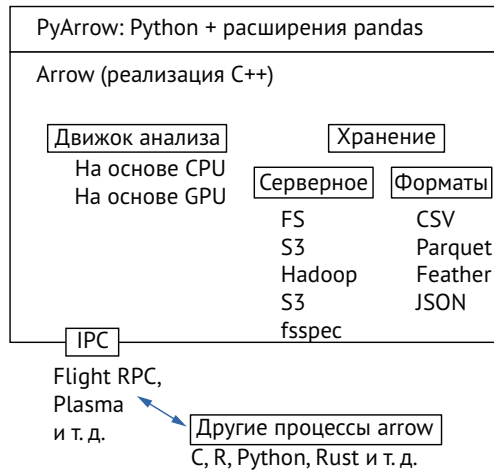 PyArrow: Python + расширения pandas
Arrow (реализация C++)
Движок анализа
На основе CPU
На основе GPU
Хранение
Серверное
FS
S3
Hadoop
S3
fsspec
Форматы
CSV
Parquet
Feather
JSON
IPC
Flight RPC,
Plasma
и т. д.
Другие процессы arrow
C, R, Python, Rust и т. д.